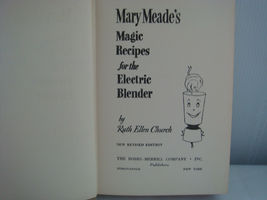 Mary Meade's
Magic
Recipes
for the
Electric
Blender
by
Ruth Ellen Church
NEW REVISED EDITION
THE BOBBS-MERRILL COMPANY · INC.
Publishers
INDIANAPOLIS NEW YORK